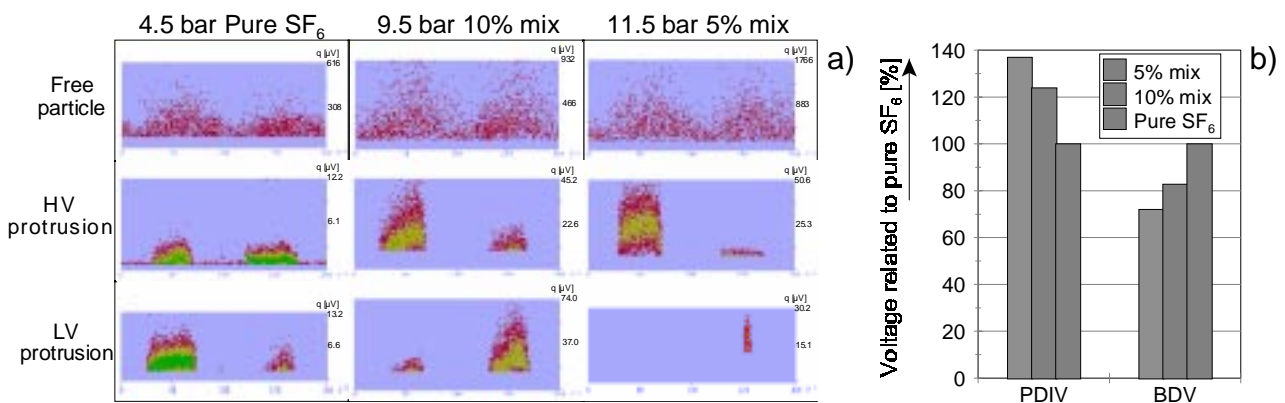 4.5 bar Pure SF₆ 9.5 bar 10% mix 11.5 bar 5% mix
a)
Free
particle
q [µV]
616
308
q [µV]
932
466
q [µV]
1766
883
HV
protrusion
q [µV]
12.2
6.1
q [µV]
45.2
22.6
q [µV]
50.6
25.3
LV
protrusion
q [µV]
13.2
6.6
q [µV]
74.0
37.0
q [µV]
30.2
15.1
b)
Voltage related to pure SF₆ [%]
140
120
100
80
60
40
20
0
5% mix
10% mix
Pure SF₆
PDIV BDV